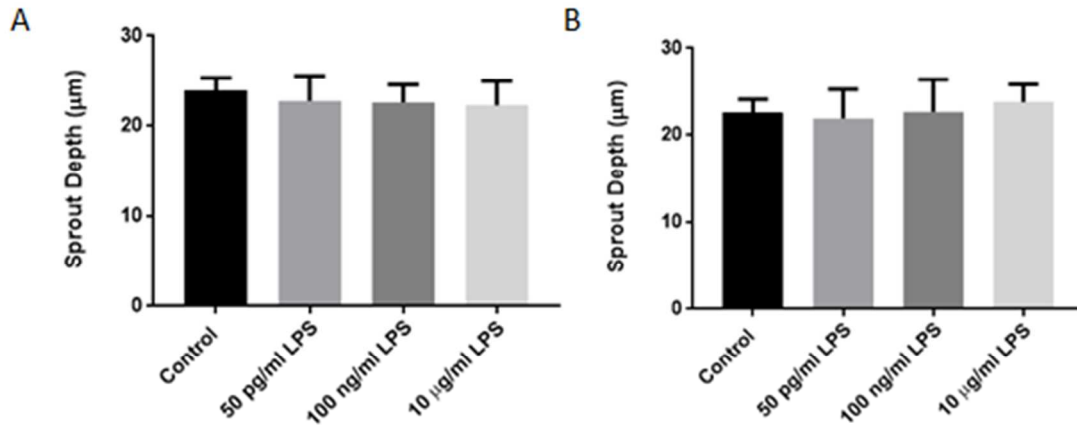 A
Sprout Depth (μm)
30
20
10
0
Control
50 pg/ml LPS
100 ng/ml LPS
10 μg/ml LPS
B
Sprout Depth (μm)
30
20
10
0
Control
50 pg/ml LPS
100 ng/ml LPS
10 μg/ml LPS